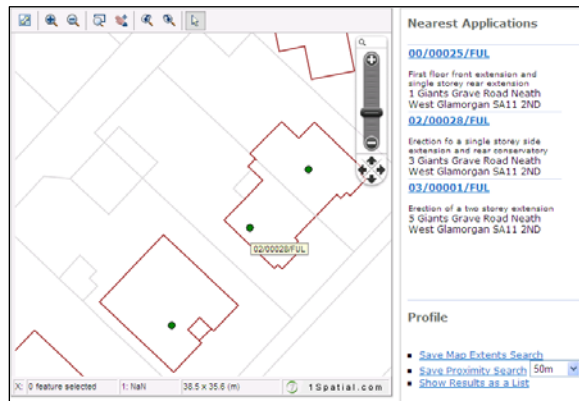 Nearest Applications
00/00025/FUL
First floor front extension and
single storey rear extension
1 Giants Grave Road Neath
West Glamorgan SA11 2ND
02/00028/FUL
Erection fo a single storey side
extension and rear conservatory
3 Giants Grave Road Neath
West Glamorgan SA11 2ND
03/00001/FUL
Erection of a two storey extension
5 Giants Grave Road Neath
West Glamorgan SA11 2ND
02/00028/FUL
Profile
Save Map Extents Search
Save Proximity Search 50m
Show Results as a List
X: 0 feature selected 1: NaN 38.5 x 35.6 (m) 1Spatial.com